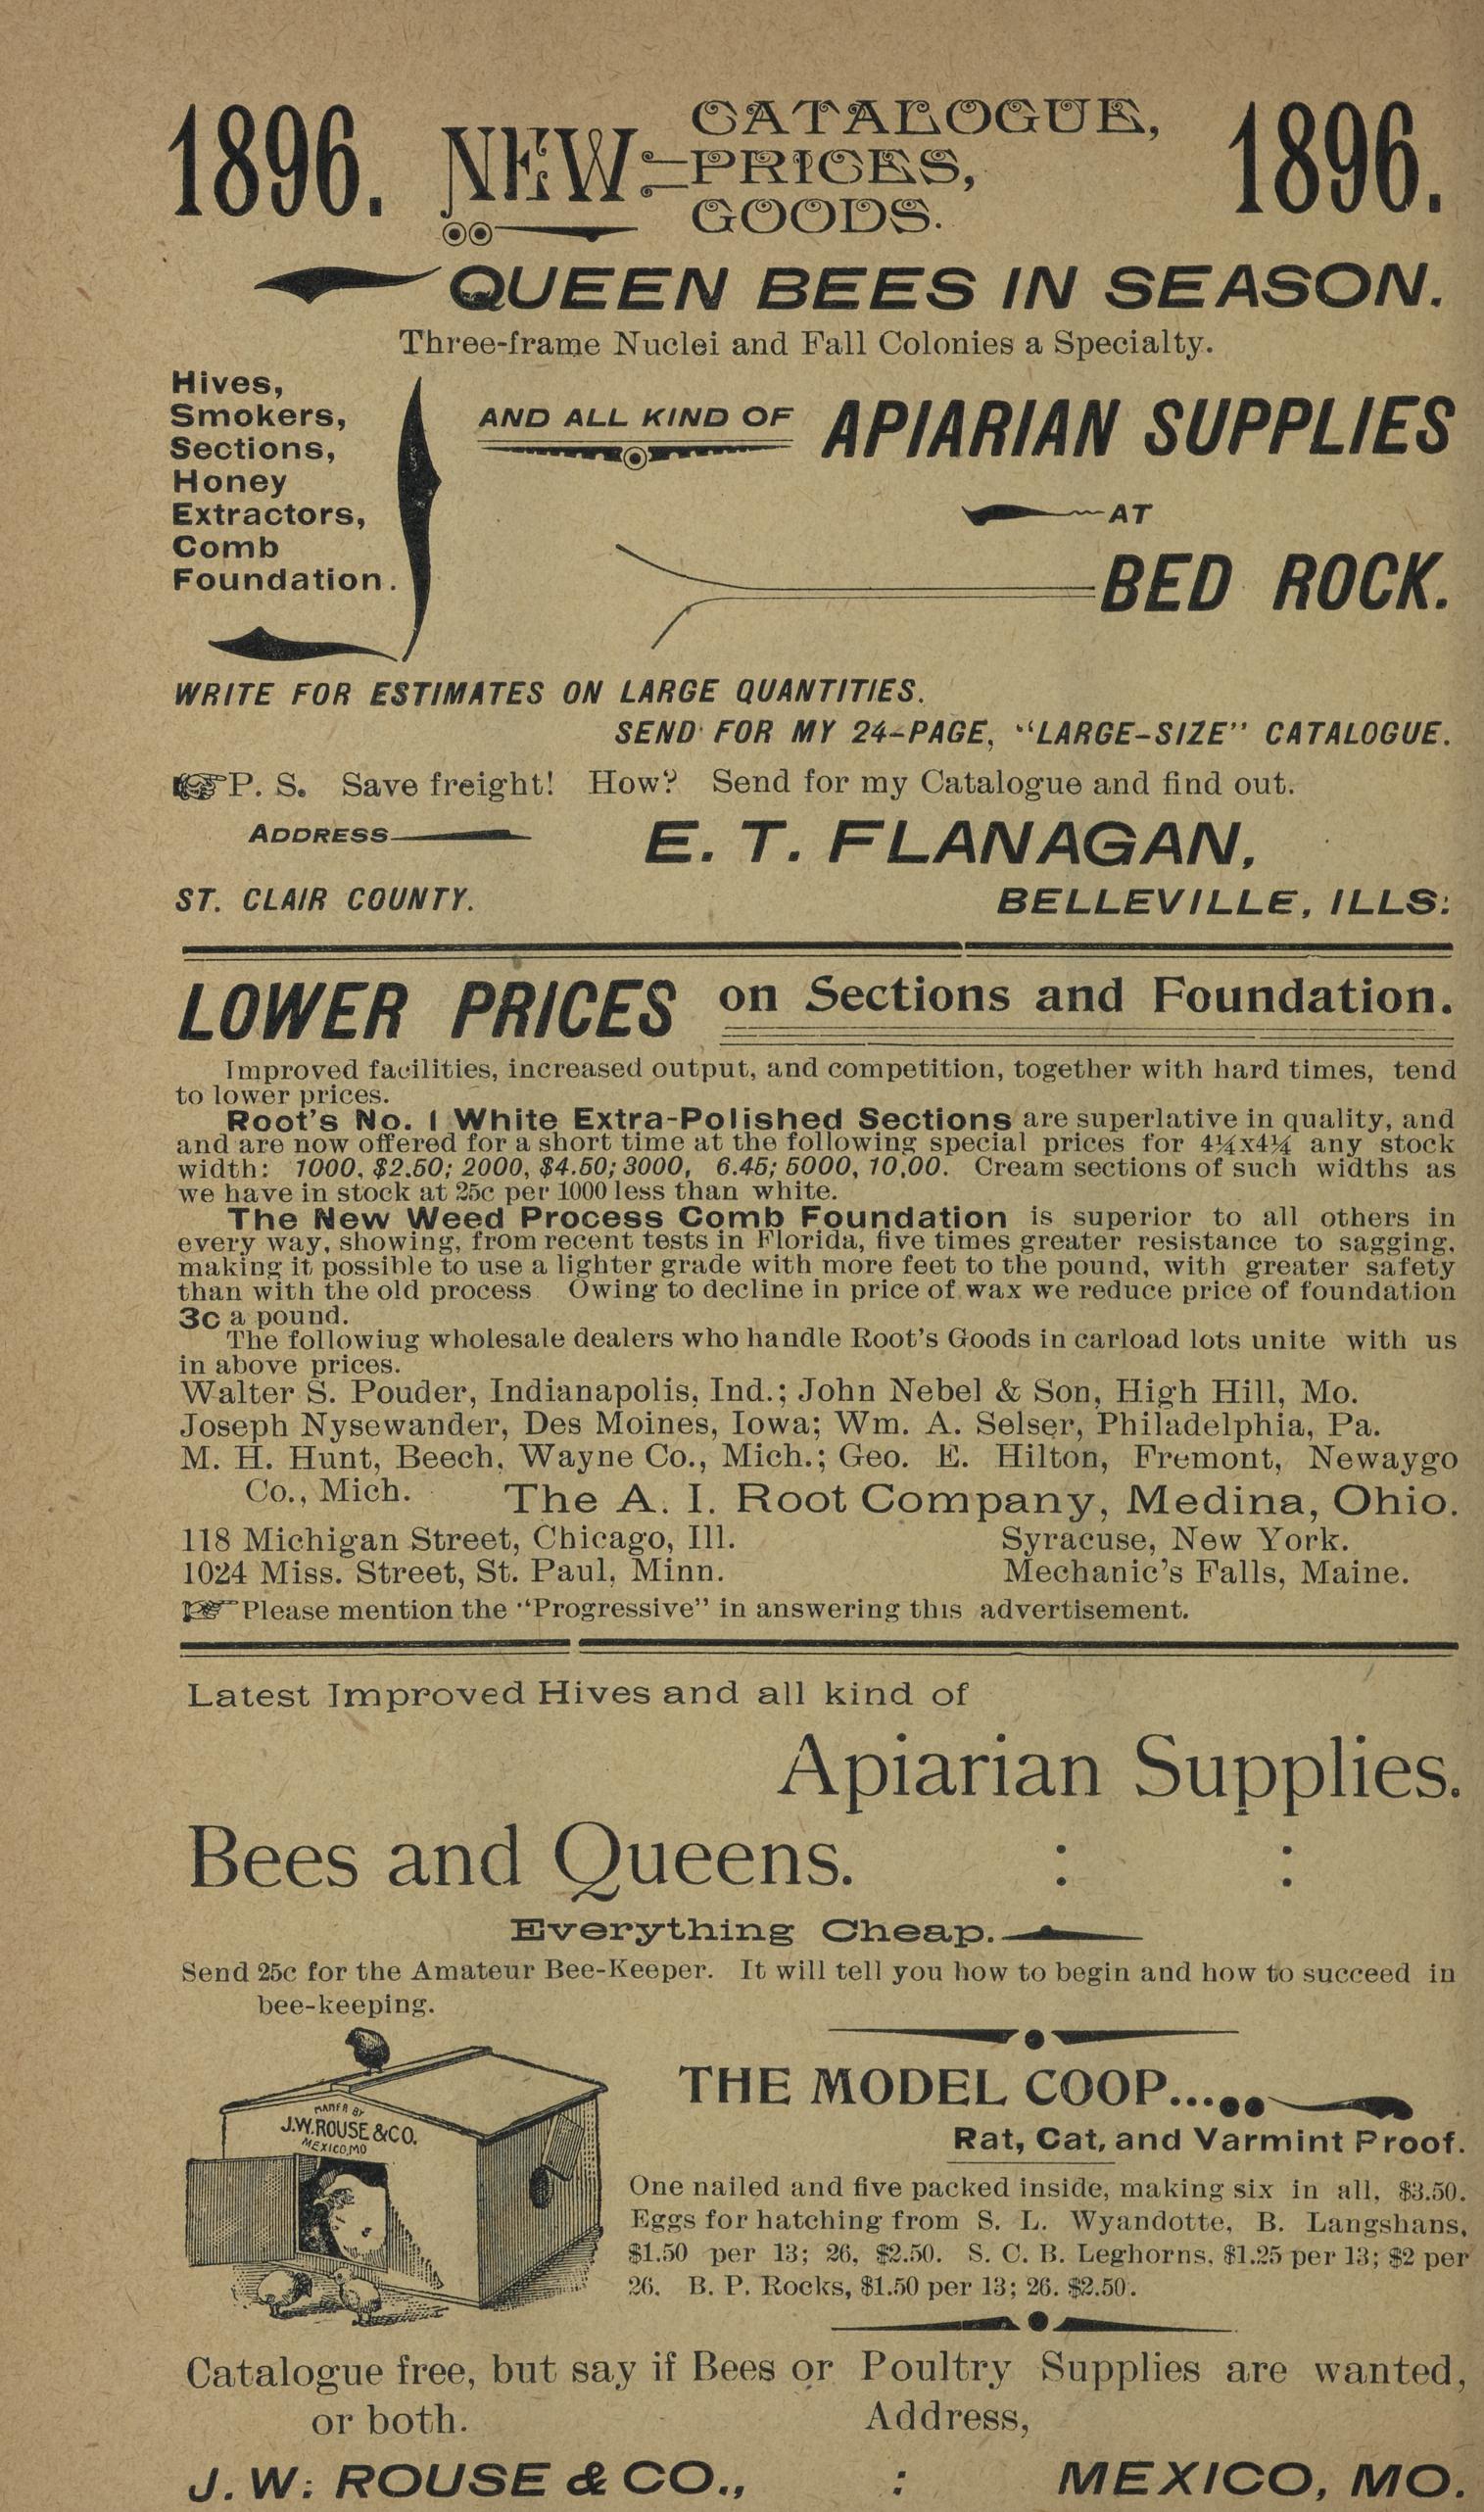 1896. NEW CATALOGUE, 1896.
PRICES,
GOODS.
QUEEN BEES IN SEASON.
Three-frame Nuclei and Fall Colonies a Specialty.
Hives,
Smokers,
Sections,
Honey
Extractors,
Comb
Foundation.
AND ALL KIND OF APIARIAN SUPPLIES
AT
BED ROCK.
WRITE FOR ESTIMATES ON LARGE QUANTITIES.
SEND FOR MY 24-PAGE, “LARGE-SIZE” CATALOGUE.
P. S. Save freight! How? Send for my Catalogue and find out.
ADDRESS E. T. FLANAGAN,
ST. CLAIR COUNTY. BELLEVILLE, ILLS:
LOWER PRICES on Sections and Foundation.
Improved facilities, increased output, and competition, together with hard times, tend
to lower prices.
Root's No. 1 White Extra-Polished Sections are superlative in quality, and
and are now offered for a short time at the following special prices for 4¼x4¼ any stock
width: 1000, $2.50; 2000, $4.50; 3000, 6.45; 5000, 10,00. Cream sections of such widths as
we have in stock at 25c per 1000 less than white.
The New Weed Process Comb Foundation is superior to all others in
every way, showing, from recent tests in Florida, five times greater resistance to sagging,
making it possible to use a lighter grade with more feet to the pound, with greater safety
than with the old process Owing to decline in price of wax we reduce price of foundation
3c a pound.
The followiug wholesale dealers who handle Root's Goods in carload lots unite with us
in above prices.
Walter S. Pouder, Indianapolis, Ind.; John Nebel & Son, High Hill, Mo.
Joseph Nysewander, Des Moines, Iowa; Wm. A. Selser, Philadelphia, Pa.
M. H. Hunt, Beech, Wayne Co., Mich.; Geo. E. Hilton, Fremont, Newaygo
Co., Mich. The A. I. Root Company, Medina, Ohio.
118 Michigan Street, Chicago, Ill. Syracuse, New York.
1024 Miss. Street, St. Paul, Minn. Mechanic's Falls, Maine.
Please mention the “Progressive” in answering this advertisement.
Latest Improved Hives and all kind of
Apiarian Supplies.
Bees and Queens. : :
Everything Cheap.
Send 25c for the Amateur Bee-Keeper. It will tell you how to begin and how to succeed in
bee-keeping.
MANF'R BY
J.W.ROUSE &CO.
MEXICO,MO
THE MODEL COOP...
Rat, Cat, and Varmint Proof.
One nailed and five packed inside, making six in all, $3.50.
Eggs for hatching from S. L. Wyandotte, B. Langshans,
$1.50 per 13; 26, $2.50. S. C. B. Leghorns, $1.25 per 13; $2 per
26. B. P. Rocks, $1.50 per 13; 26. $2.50.
Catalogue free, but say if Bees or Poultry Supplies are wanted,
or both. Address,
J. W. ROUSE & CO., : MEXICO, MO.